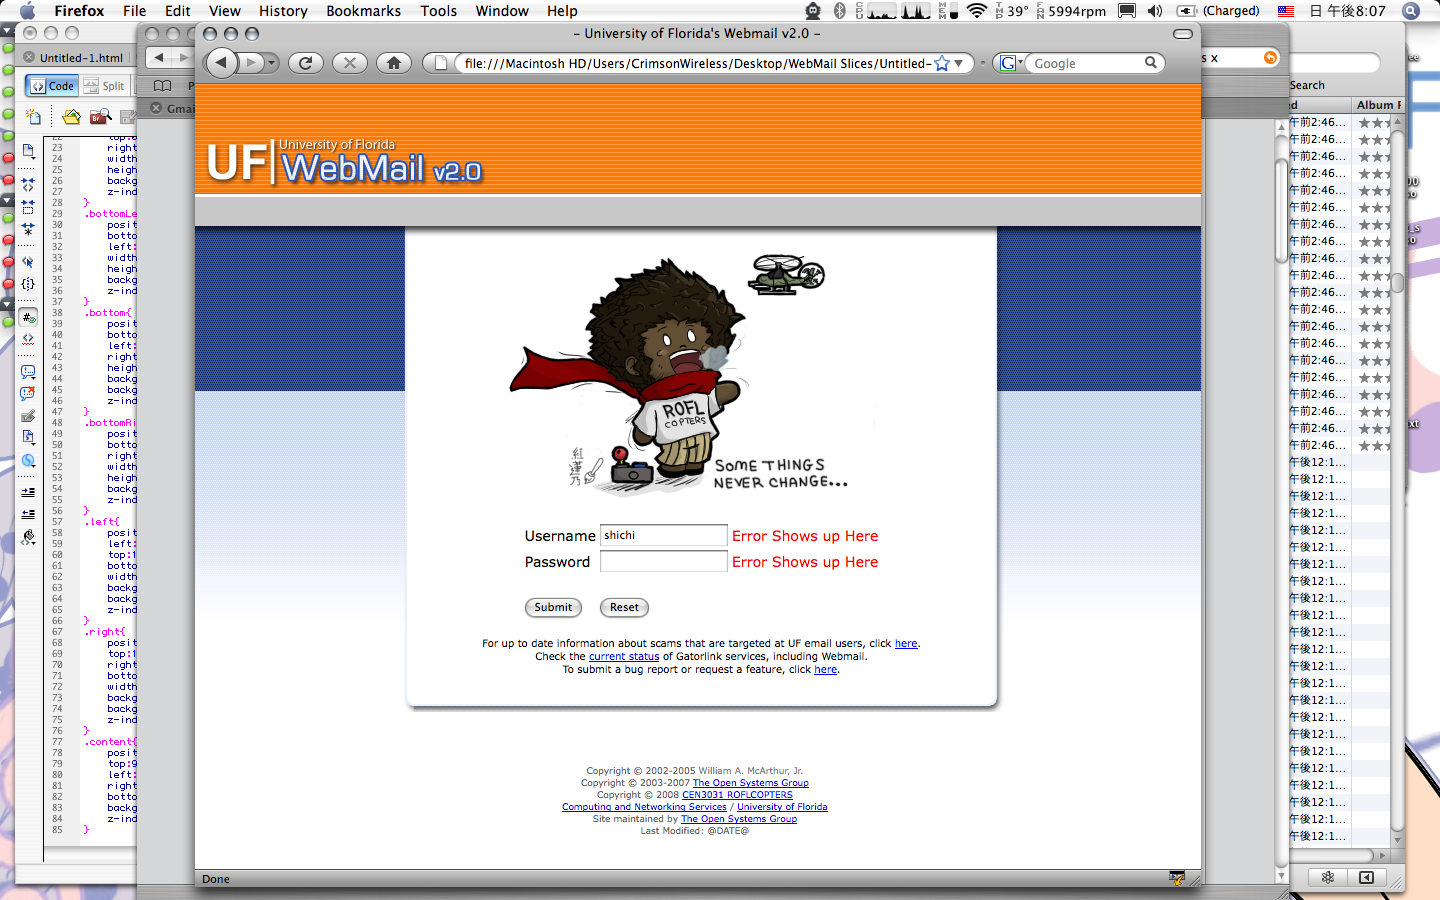 Firefox File Edit View History Bookmarks Tools Window Help
39° 5994rpm (Charged) 日 午後8:07
Untitled-1.html
– University of Florida's Webmail v2.0 –
file:///Macintosh HD/Users/CrimsonWireless/Desktop/WebMail Slices/Untitled-
Google
Code Split
Search
Gmai
Album
UF University of Florida
WebMail v2.0
ROFL
COPTERS
紅蓮乃
SOME THINGS
NEVER CHANGE...
Username shichi Error Shows up Here
Password Error Shows up Here
Submit Reset
For up to date information about scams that are targeted at UF email users, click here.
Check the current status of Gatorlink services, including Webmail.
To submit a bug report or request a feature, click here.
Copyright © 2002-2005 William A. McArthur, Jr.
Copyright © 2003-2007 The Open Systems Group
Copyright © 2008 CEN3031 ROFLCOPTERS
Computing and Networking Services / University of Florida
Site maintained by The Open Systems Group
Last Modified: @DATE@
Done
23 right
24 width
25 heigh
26 backg
27 z-ind
28 }
29 .bottomLe
30 posit
31 botto
32 left:
33 width
34 heigh
35 backg
36 z-ind
37 }
38 .bottom{
39 posit
40 botto
41 left:
42 right
43 heigh
44 backg
45 backg
46 z-ind
47 }
48 .bottomRi
49 posit
50 botto
51 right
52 width
53 heigh
54 backg
55 z-ind
56 }
57 .left{
58 posit
59 left:
60 top:1
61 botto
62 width
63 backg
65 z-ind
66 }
67 .right{
68 posit
69 top:1
70 right
71 botto
72 width
73 backg
75 z-ind
76 }
77 .content{
78 posit
79 top:9
80 left:
81 right
82 botto
83 backg
84 z-ind
85 }